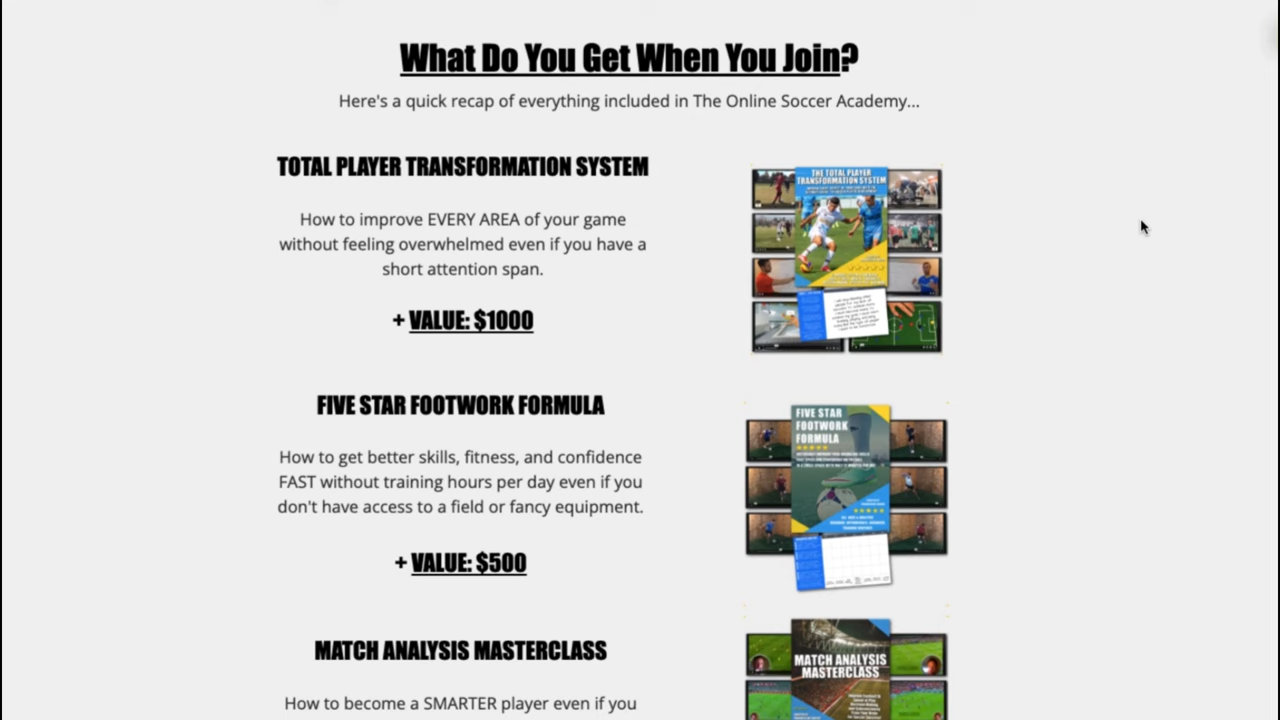 What Do You Get When You Join?
Here's a quick recap of everything included in The Online Soccer Academy...
TOTAL PLAYER TRANSFORMATION SYSTEM
How to improve EVERY AREA of your game
without feeling overwhelmed even if you have a
short attention span.
+ VALUE: $1000
THE TOTAL PLAYER
TRANSFORMATION SYSTEM
FIVE STAR FOOTWORK FORMULA
How to get better skills, fitness, and confidence
FAST without training hours per day even if you
don't have access to a field or fancy equipment.
+ VALUE: $500
FIVE STAR
FOOTWORK
FORMULA
MATCH ANALYSIS MASTERCLASS
How to become a SMARTER player even if you
MATCH ANALYSIS
MASTERCLASS